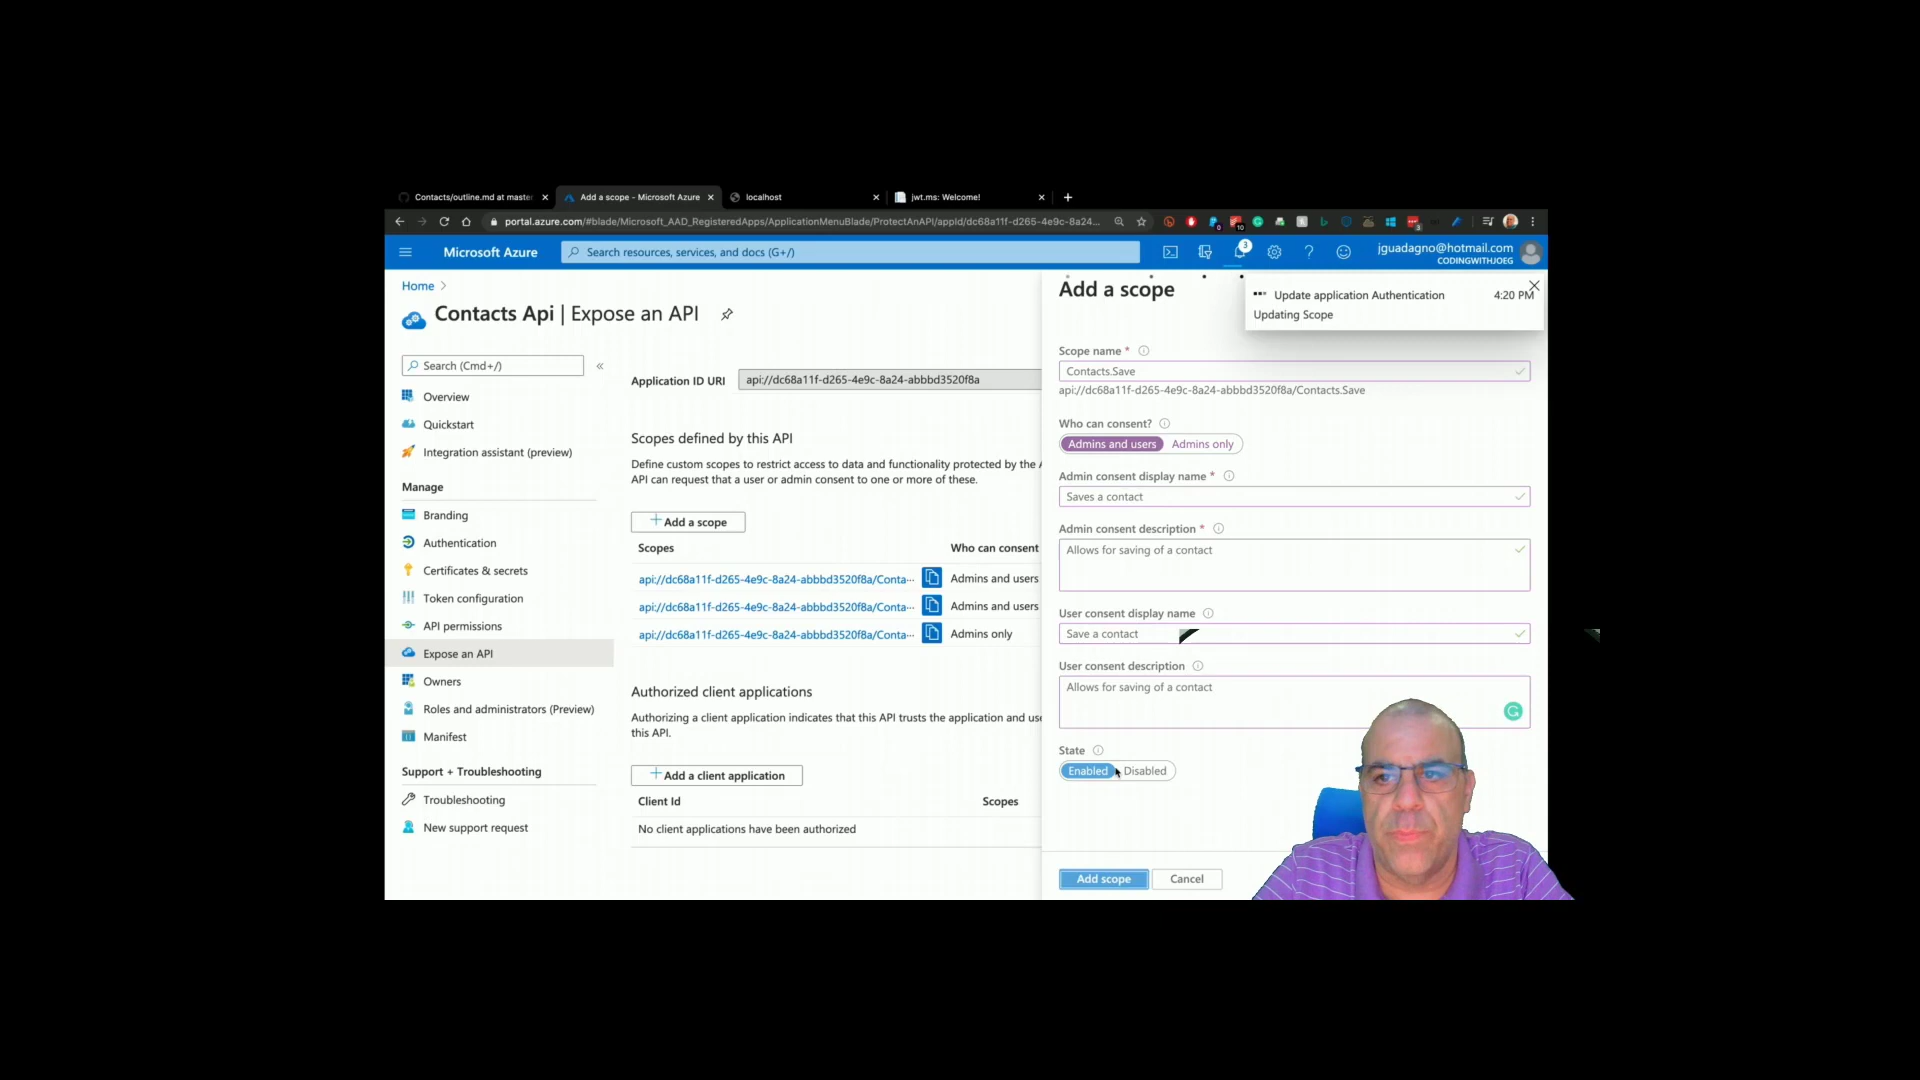 Contacts/outline.md at maste
Add a scope - Microsoft Azure
localhost
jwt.ms: Welcome!
portal.azure.com/#blade/Microsoft_AAD_RegisteredApps/ApplicationMenuBlade/ProtectAnAPI/appId/dc68a11f-d265-4e9c-8a24...
Microsoft Azure
Search resources, services, and docs (G+/)
3
jguadagno@hotmail.com
CODINGWITHJOEG
Home
Contacts Api | Expose an API
Search (Cmd+/)
Overview
Quickstart
Integration assistant (preview)
Manage
Branding
Authentication
Certificates & secrets
Token configuration
API permissions
Expose an API
Owners
Roles and administrators (Preview)
Manifest
Support + Troubleshooting
Troubleshooting
New support request
Application ID URI
api://dc68a11f-d265-4e9c-8a24-abbbd3520f8a
Scopes defined by this API
Define custom scopes to restrict access to data and functionality protected by the A
API can request that a user or admin consent to one or more of these.
Add a scope
Scopes
Who can consent
api://dc68a11f-d265-4e9c-8a24-abbbd3520f8a/Conta...
Admins and users
api://dc68a11f-d265-4e9c-8a24-abbbd3520f8a/Conta...
Admins and users
api://dc68a11f-d265-4e9c-8a24-abbbd3520f8a/Conta...
Admins only
Authorized client applications
Authorizing a client application indicates that this API trusts the application and use
this API.
Add a client application
Client Id
Scopes
No client applications have been authorized
Add a scope
Update application Authentication
4:20 PM
Updating Scope
Scope name *
Contacts.Save
api://dc68a11f-d265-4e9c-8a24-abbbd3520f8a/Contacts.Save
Who can consent?
Admins and users
Admins only
Admin consent display name *
Saves a contact
Admin consent description *
Allows for saving of a contact
User consent display name
Save a contact
User consent description
Allows for saving of a contact
State
Enabled
Disabled
Add scope
Cancel